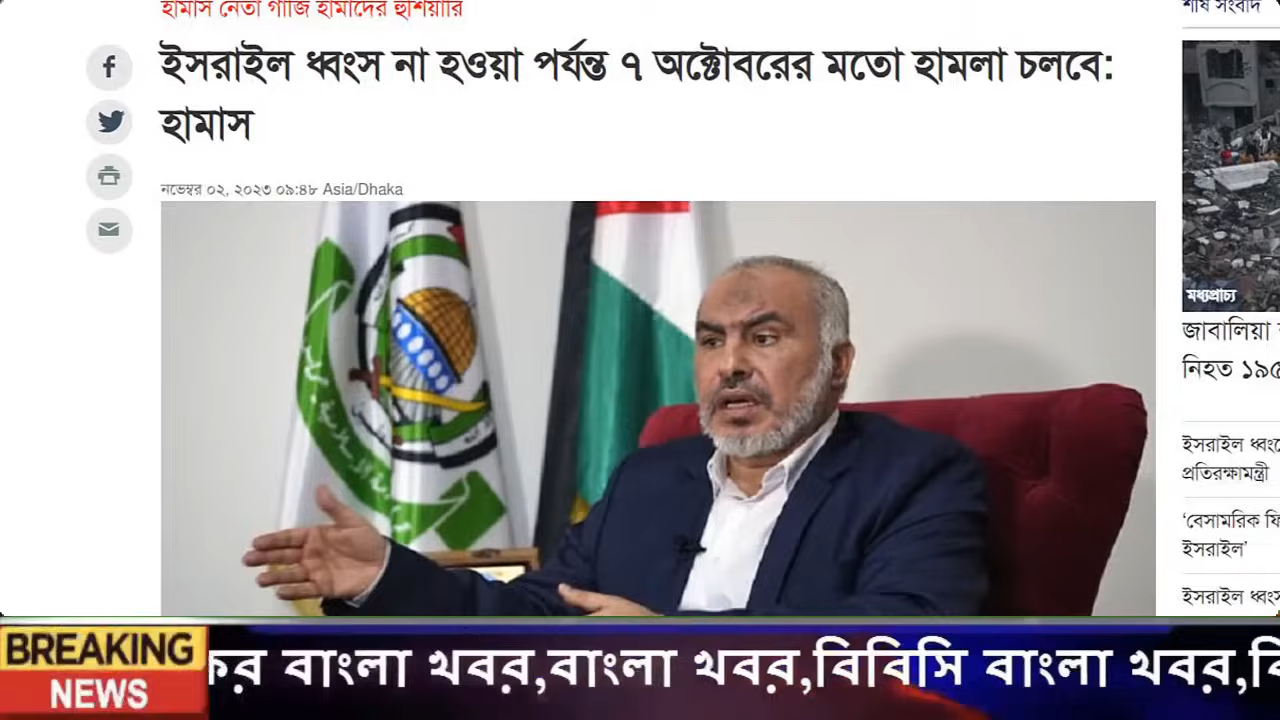 হামাস নেতা গাজি হামাদের হুঁশিয়ারি
ইসরাইল ধ্বংস না হওয়া পর্যন্ত ৭ অক্টোবরের মতো হামলা চলবে:
হামাস
নভেম্বর ০২, ২০২৩ ০৯:৪৮ Asia/Dhaka
শীর্ষ সংবাদ
মধ্যপ্রাচ্য
জাবালিয়া
নিহত ১৯৫
ইসরাইল
প্রতিরক্ষামন্ত্রী
‘বেসামরিক
ইসরাইল’
ইসরাইল
BREAKING
NEWS
বাংলা খবর,বাংলা খবর,বিবিসি বাংলা খবর,